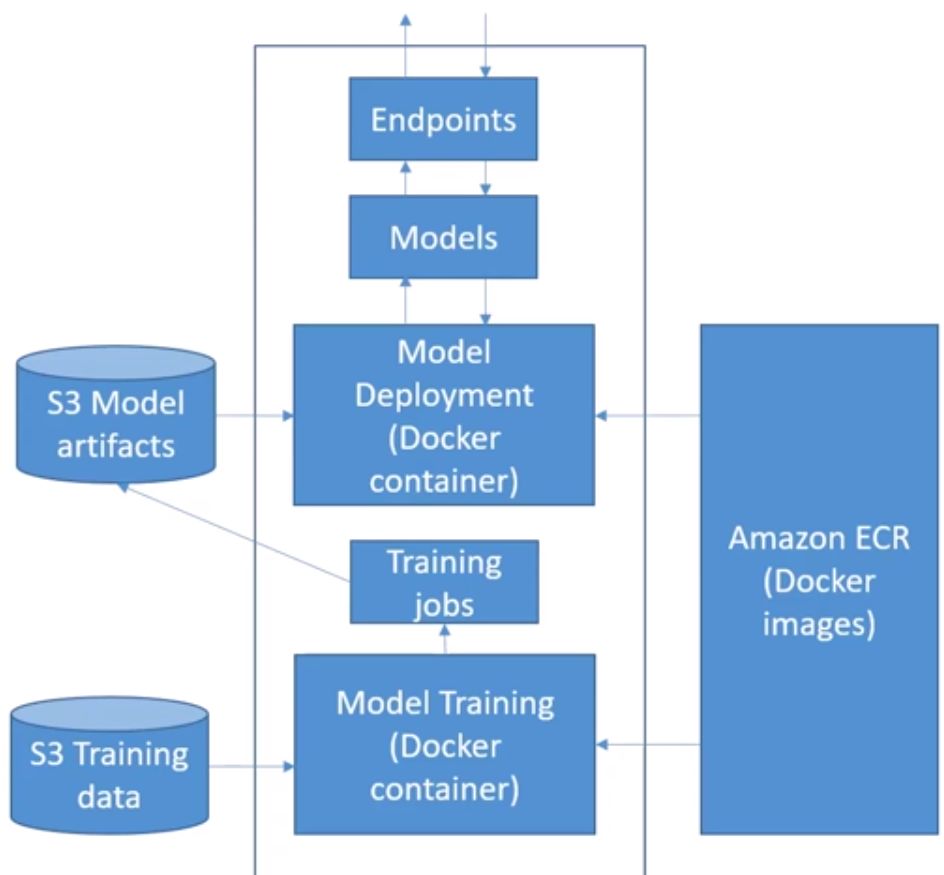 Endpoints
Models
Model
Deployment
(Docker
container)
S3 Model
artifacts
Amazon ECR
(Docker
images)
Training
jobs
Model Training
(Docker
container)
S3 Training
data